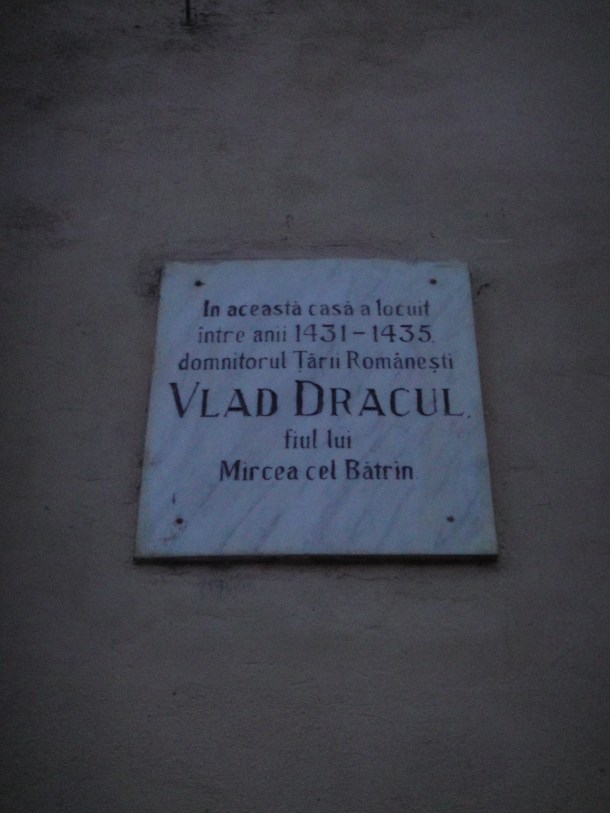 In această casă a locuit
între anii 1431-1435,
domnitorul Țării Românești
VLAD DRACUL,
fiul lui
Mircea cel Bătrîn